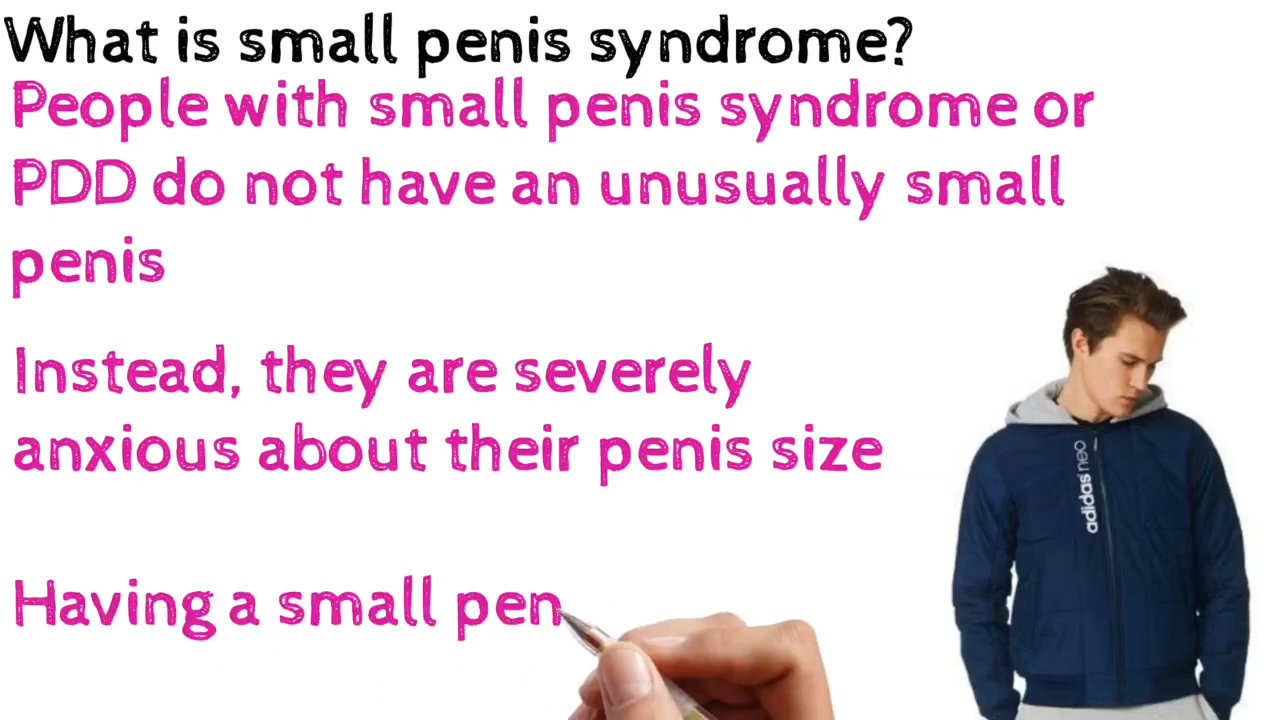 What is small penis syndrome?
People with small penis syndrome or
PDD do not have an unusually small
penis
Instead, they are severely
anxious about their penis size
Having a small pen
adidas neo